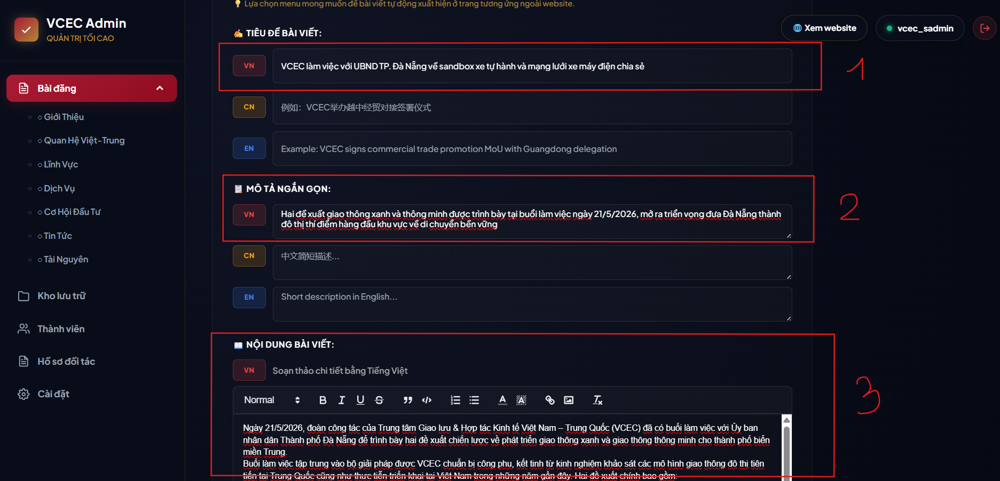 VCEC Admin
QUẢN TRỊ TỐI CAO
Bài đăng
Giới Thiệu
Quan Hệ Việt-Trung
Lĩnh Vực
Dịch Vụ
Cơ Hội Đầu Tư
Tin Tức
Tài Nguyên
Kho lưu trữ
Thành viên
Hồ sơ đối tác
Cài đặt
Lựa chọn menu mong muốn để bài viết tự động xuất hiện ở trang tương ứng ngoài website.
Xem website
vcec_sadmin
TIÊU ĐỀ BÀI VIẾT:
VN
VCEC làm việc với UBND TP. Đà Nẵng về sandbox xe tự hành và mạng lưới xe máy điện chia sẻ
1
CN
例如：VCEC举办越中经贸对接签署仪式
EN
Example: VCEC signs commercial trade promotion MoU with Guangdong delegation
MÔ TẢ NGẮN GỌN:
VN
Hai đề xuất giao thông xanh và thông minh được trình bày tại buổi làm việc ngày 21/5/2026, mở ra triển vọng đưa Đà Nẵng thành
đô thị thí điểm hàng đầu khu vực về di chuyển bền vững
2
CN
中文简短描述...
EN
Short description in English...
NỘI DUNG BÀI VIẾT:
VN
Soạn thảo chi tiết bằng Tiếng Việt
3
Normal
Ngày 21/5/2026, đoàn công tác của Trung tâm Giao lưu & Hợp tác Kinh tế Việt Nam – Trung Quốc (VCEC) đã có buổi làm việc với Ủy ban
nhân dân Thành phố Đà Nẵng để trình bày hai đề xuất chiến lược về phát triển giao thông xanh và giao thông thông minh cho thành phố biển
miền Trung.
Buổi làm việc tập trung vào bộ giải pháp được VCEC chuẩn bị công phu, kết tinh từ kinh nghiệm khảo sát các mô hình giao thông đô thị tiên
tiến tại Trung Quốc cũng như thực tiễn triển khai tại Việt Nam trong những năm gần đây. Hai đề xuất chính bao gồm: